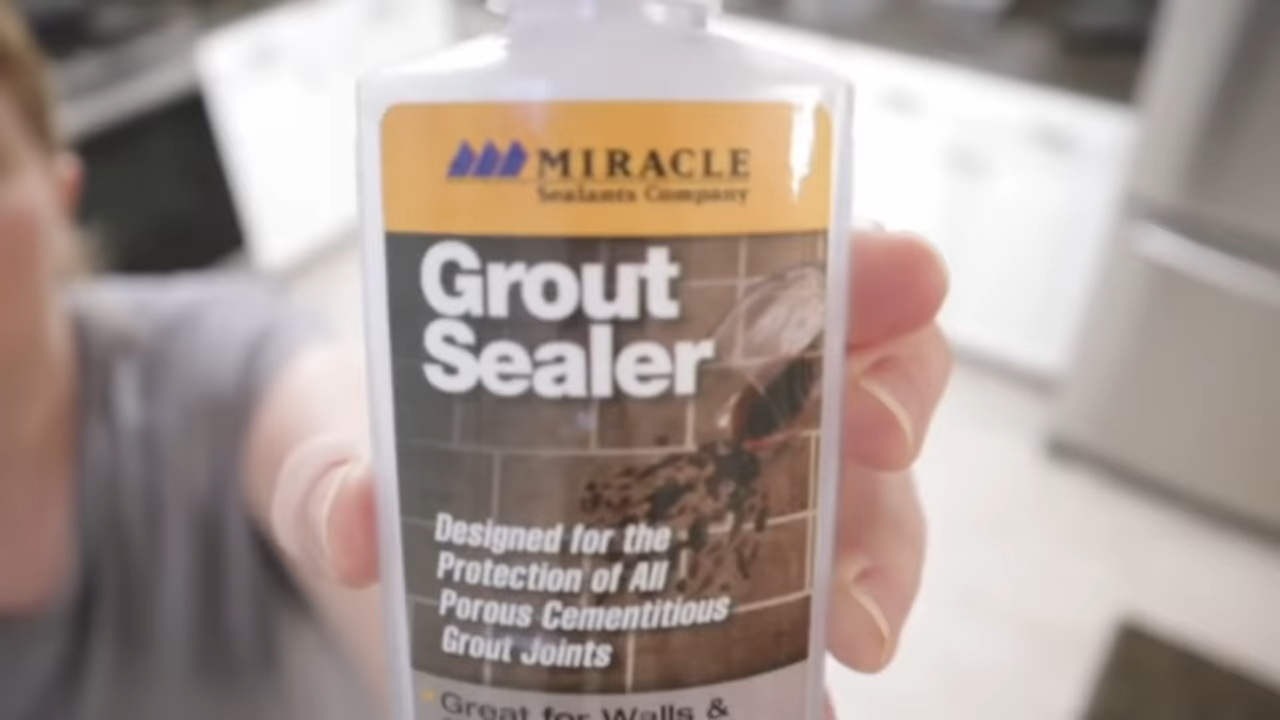 MIRACLE
Sealants Company
Grout
Sealer
Designed for the
Protection of All
Porous Cementitious
Grout Joints
Great for Walls &